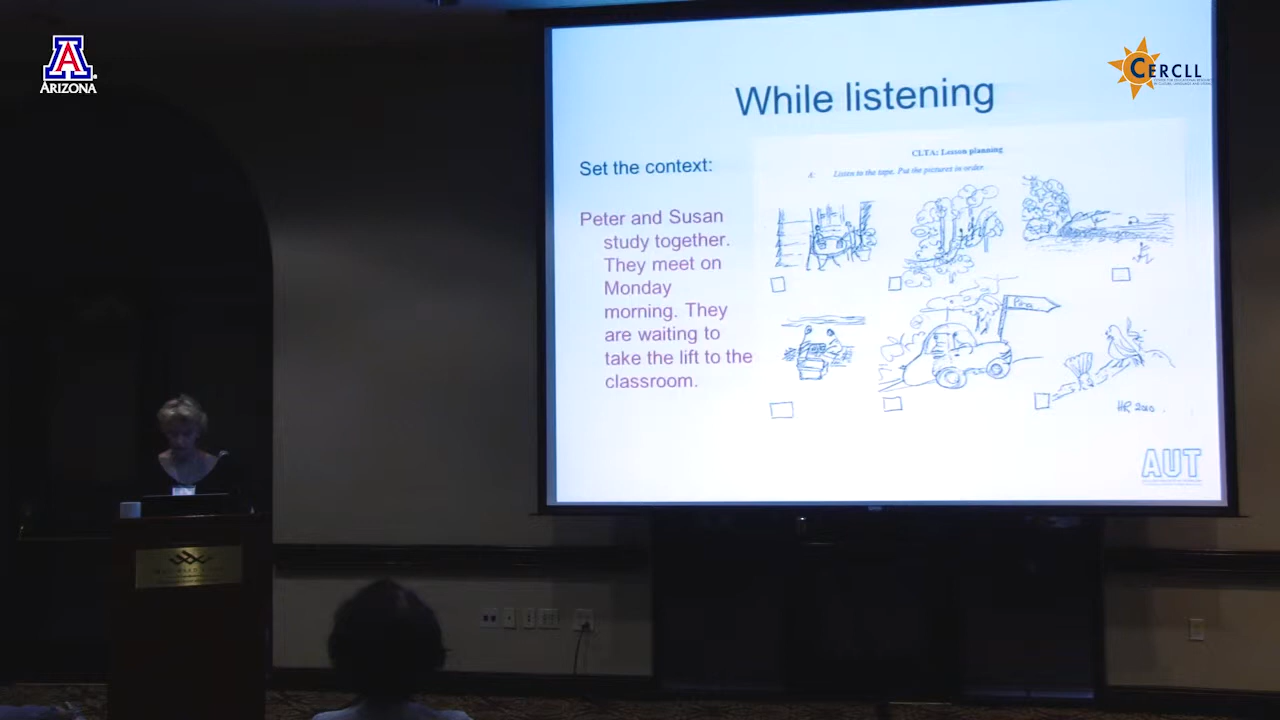 A
ARIZONA
CERCLL
While listening
Set the context:
Peter and Susan
study together.
They meet on
Monday
morning. They
are waiting to
take the lift to the
classroom.
CLTA: Lesson planning
A: Listen to the tape. Put the pictures in order.
HR 2010
AUT